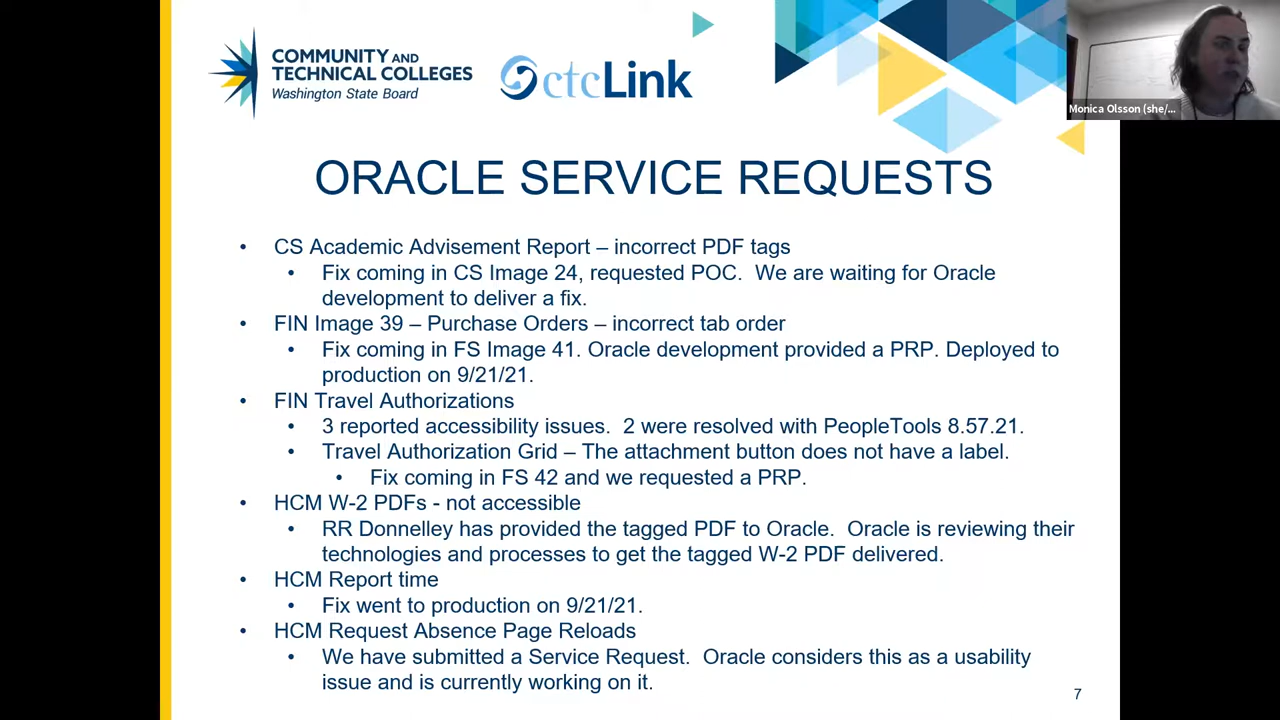 COMMUNITY AND
TECHNICAL COLLEGES
Washington State Board
ctcLink
Monica Olsson (she/...
ORACLE SERVICE REQUESTS
• CS Academic Advisement Report – incorrect PDF tags
• Fix coming in CS Image 24, requested POC.  We are waiting for Oracle
development to deliver a fix.
• FIN Image 39 – Purchase Orders – incorrect tab order
• Fix coming in FS Image 41. Oracle development provided a PRP. Deployed to
production on 9/21/21.
• FIN Travel Authorizations
• 3 reported accessibility issues.  2 were resolved with PeopleTools 8.57.21.
• Travel Authorization Grid – The attachment button does not have a label.
• Fix coming in FS 42 and we requested a PRP.
• HCM W-2 PDFs - not accessible
• RR Donnelley has provided the tagged PDF to Oracle.  Oracle is reviewing their
technologies and processes to get the tagged W-2 PDF delivered.
• HCM Report time
• Fix went to production on 9/21/21.
• HCM Request Absence Page Reloads
• We have submitted a Service Request.  Oracle considers this as a usability
issue and is currently working on it.
7